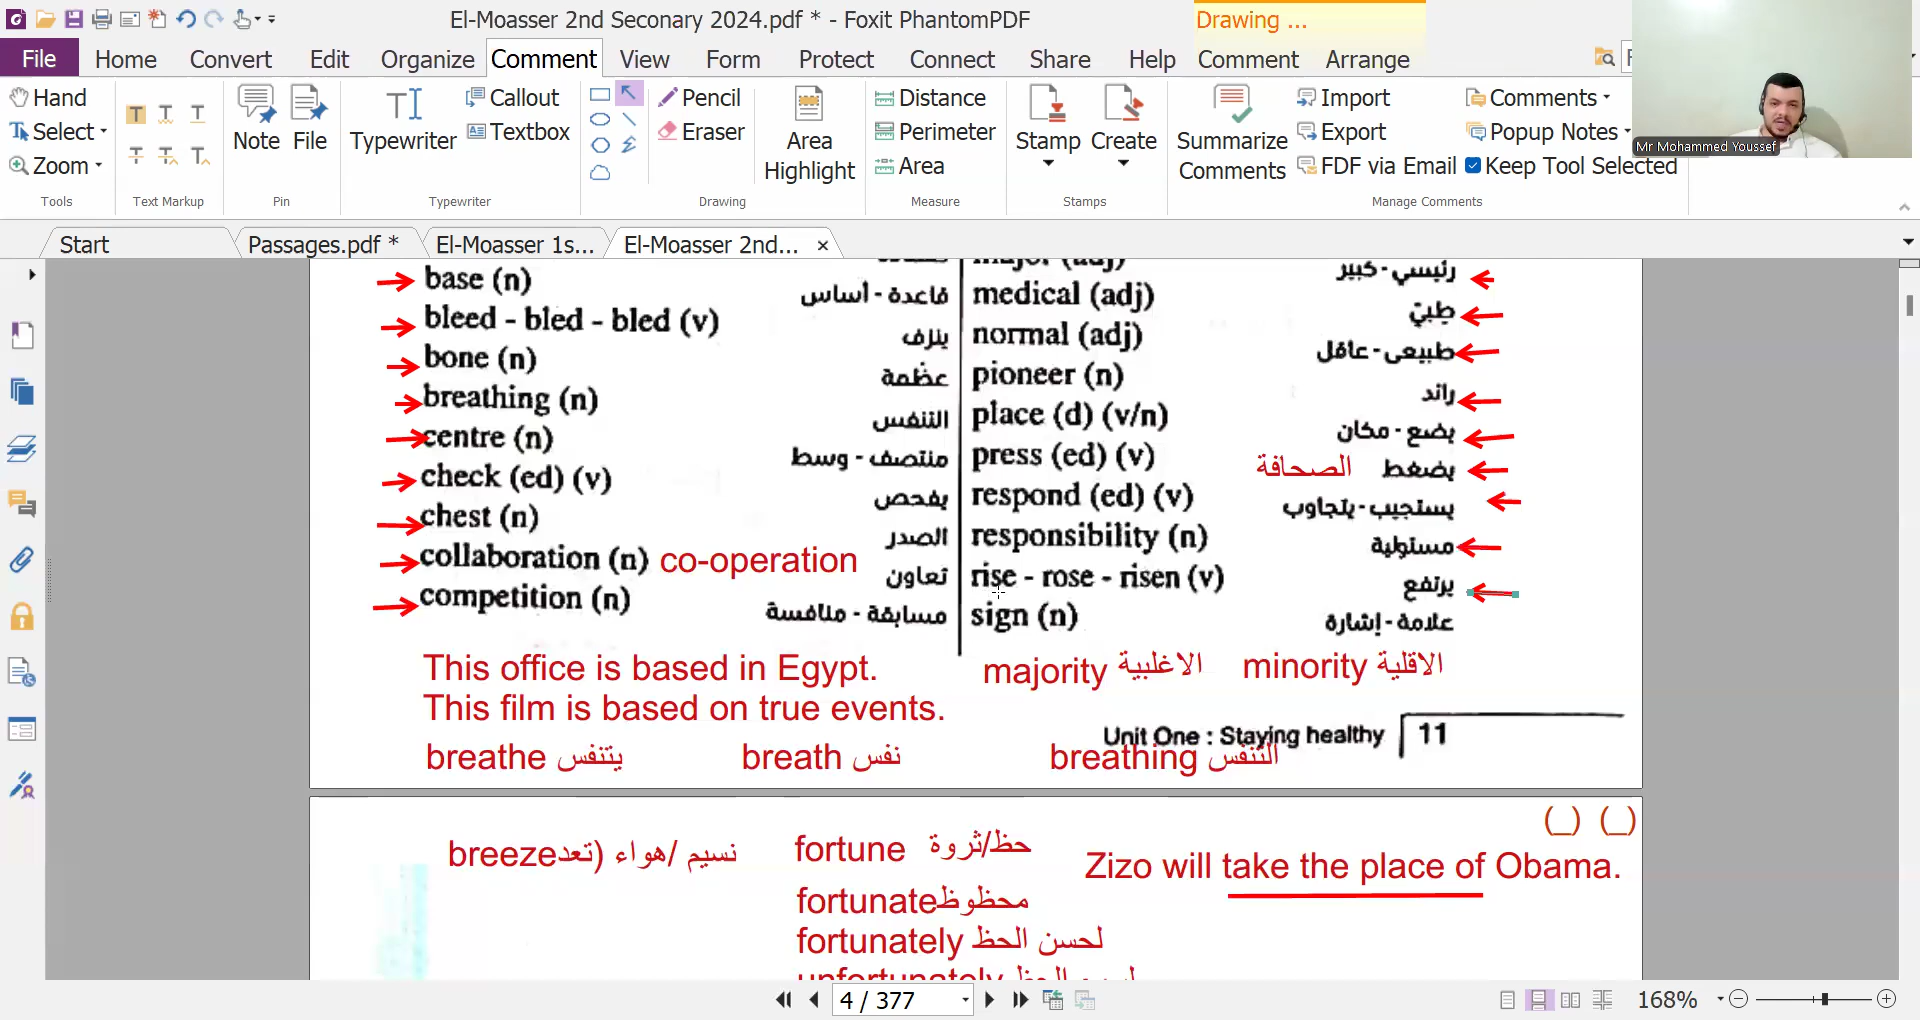 El-Moasser 2nd Seconary 2024.pdf * - Foxit PhantomPDF
Drawing ...
File Home Convert Edit Organize Comment View Form Protect Connect Share Help Comment Arrange
Hand
Select
Zoom
Tools
Text Markup
Note File
Pin
Typewriter
Callout
Textbox
Typewriter
Pencil
Eraser
Drawing
Area Highlight
Distance
Perimeter
Area
Measure
Stamp Create
Stamps
Summarize Comments
Import
Export
FDF via Email
Comments
Popup Notes
Keep Tool Selected
Manage Comments
Mr Mohammed Youssef
Start Passages.pdf * El-Moasser 1s... El-Moasser 2nd...
base (n) قاعدة - أساس
bleed - bled - bled (v) ينزف
bone (n) عظمة
breathing (n) التنفس
centre (n) منتصف - وسط
check (ed) (v) يفحص
chest (n) الصدر
collaboration (n) co-operation تعاون
competition (n) مسابقة - منافسة
major (adj) رئيسي - كبير
medical (adj) طبيّ
normal (adj) طبيعى - عاقل
pioneer (n) رائد
place (d) (v/n) يضع - مكان
press (ed) (v) يضغط الصحافة
respond (ed) (v) يستجيب - يتجاوب
responsibility (n) مسئولية
rise - rose - risen (v) يرتفع
sign (n) علامة - إشارة
This office is based in Egypt.
This film is based on true events.
majority الاغلبية minority الاقلية
Unit One : Staying healthy 11
breathe يتنفس breath نفس breathing التنفس
(_) (_)
breeze نسيم /هواء (تعد
fortune حظ/ثروة
Zizo will take the place of Obama.
fortunate محظوظ
fortunately لحسن الحظ
unfortunately
4 / 377
168%